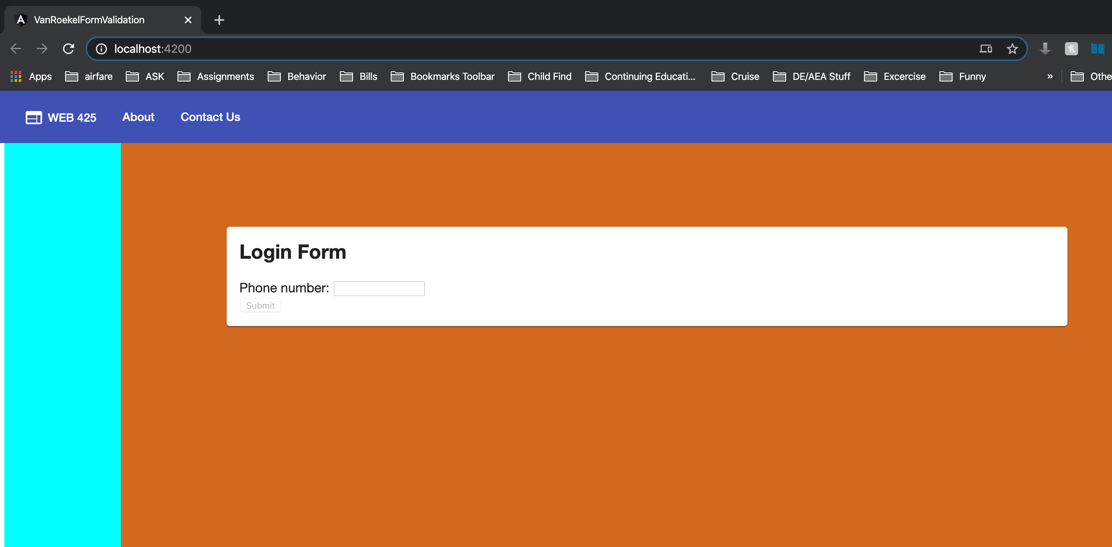 VanRoekelFormValidation
localhost:4200
Apps airfare ASK Assignments Behavior Bills Bookmarks Toolbar Child Find Continuing Educati... Cruise DE/AEA Stuff Excercise Funny » Othe
WEB 425 About Contact Us
Login Form
Phone number:
Submit